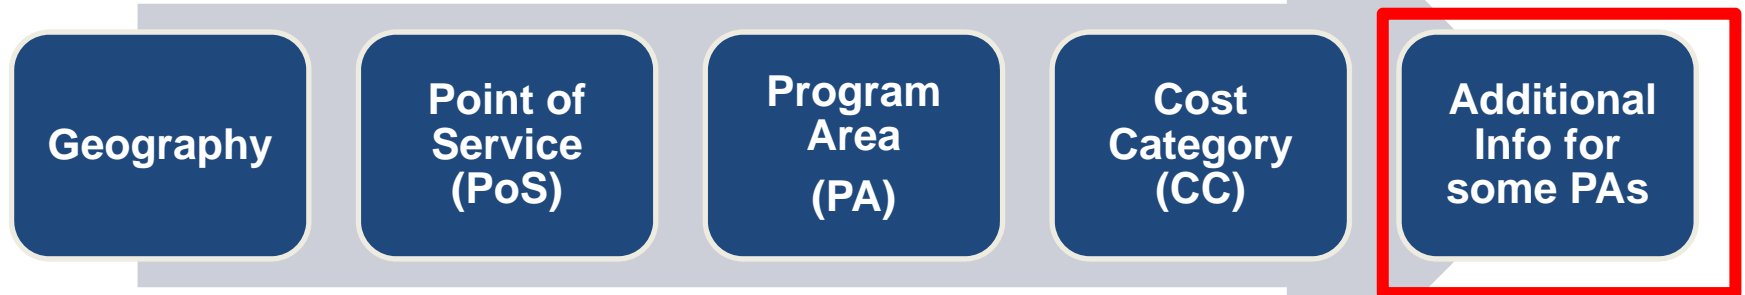 Geography
Point of
Service
(PoS)
Program
Area
(PA)
Cost
Category
(CC)
Additional
Info for
some PAs